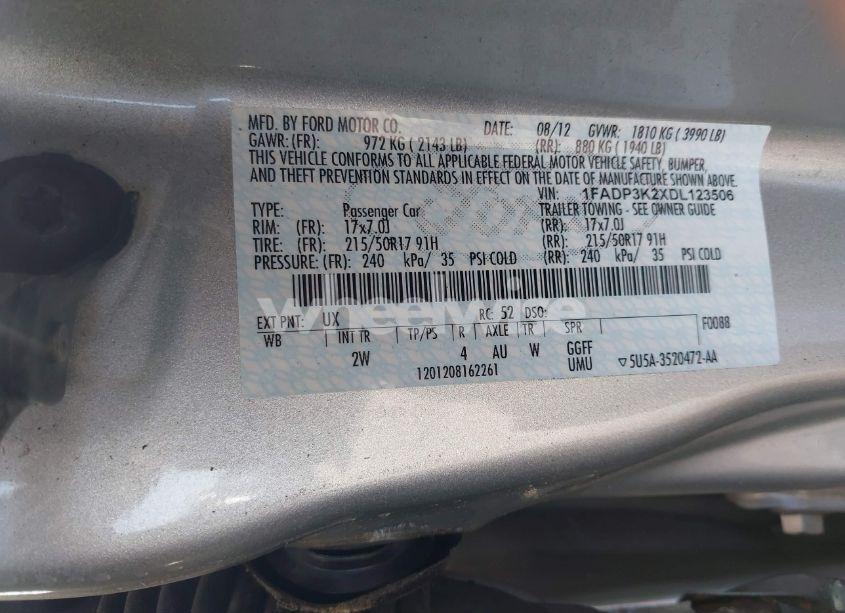 MFD. BY FORD MOTOR CO. DATE: 08/12 GVWR: 1810 KG ( 3990 LB)
GAWR: (FR): 972 KG ( 2143 LB) (RR): 880 KG ( 1940 LB)
THIS VEHICLE CONFORMS TO ALL APPLICABLE FEDERAL MOTOR VEHICLE SAFETY, BUMPER,
AND THEFT PREVENTION STANDARDS IN EFFECT ON THE DATE OF MANUFACTURE SHOWN ABOVE.
VIN: 1FADP3K2XDL123506
TYPE: Passenger Car TRAILER TOWING - SEE OWNER GUIDE
RIM: (FR): 17x7.0J (RR): 17x7.0J
TIRE: (FR): 215/50R17 91H (RR): 215/50R17 91H
PRESSURE: (FR): 240 kPa/ 35 PSI COLD (RR): 240 kPa/ 35 PSI COLD
wheelwire
EXT PNT: UX RC: 52 DSO: F0088
WB INT TR TP/PS R AXLE TR SPR
2W 4 AU W GGFF
UMU
1201208162261 ▽5U5A-3520472-AA